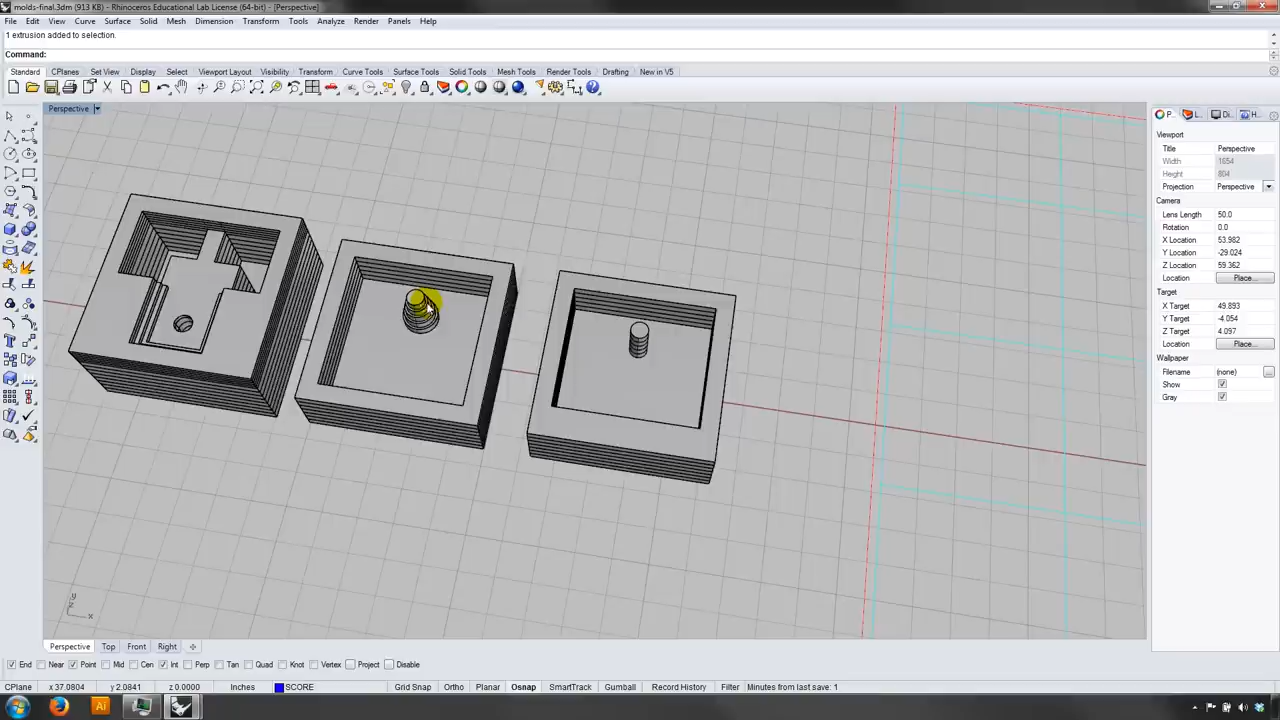 molds-final.3dm (913 KB) - Rhinoceros Educational Lab License (64-bit) - [Perspective]
File Edit View Curve Surface Solid Mesh Dimension Transform Tools Analyze Render Panels Help
1 extrusion added to selection.
Command:
Standard CPlanes Set View Display Select Viewport Layout Visibility Transform Curve Tools Surface Tools Solid Tools Mesh Tools Render Tools Drafting New in V5
Perspective
P... L... Di... H...
Viewport
Title Perspective
Width 1654
Height 804
Projection Perspective
Camera
Lens Length 50.0
Rotation 0.0
X Location 53.982
Y Location -29.024
Z Location 59.362
Location Place...
Target
X Target 49.893
Y Target -4.054
Z Target 4.097
Location Place...
Wallpaper
Filename (none) ...
Show
Gray
y
z
x
Perspective Top Front Right
End Near Point Mid Cen Int Perp Tan Quad Knot Vertex Project Disable
CPlane x 37.0804 y 2.0841 z 0.0000 Inches SCORE Grid Snap Ortho Planar Osnap SmartTrack Gumball Record History Filter Minutes from last save: 1
Ai